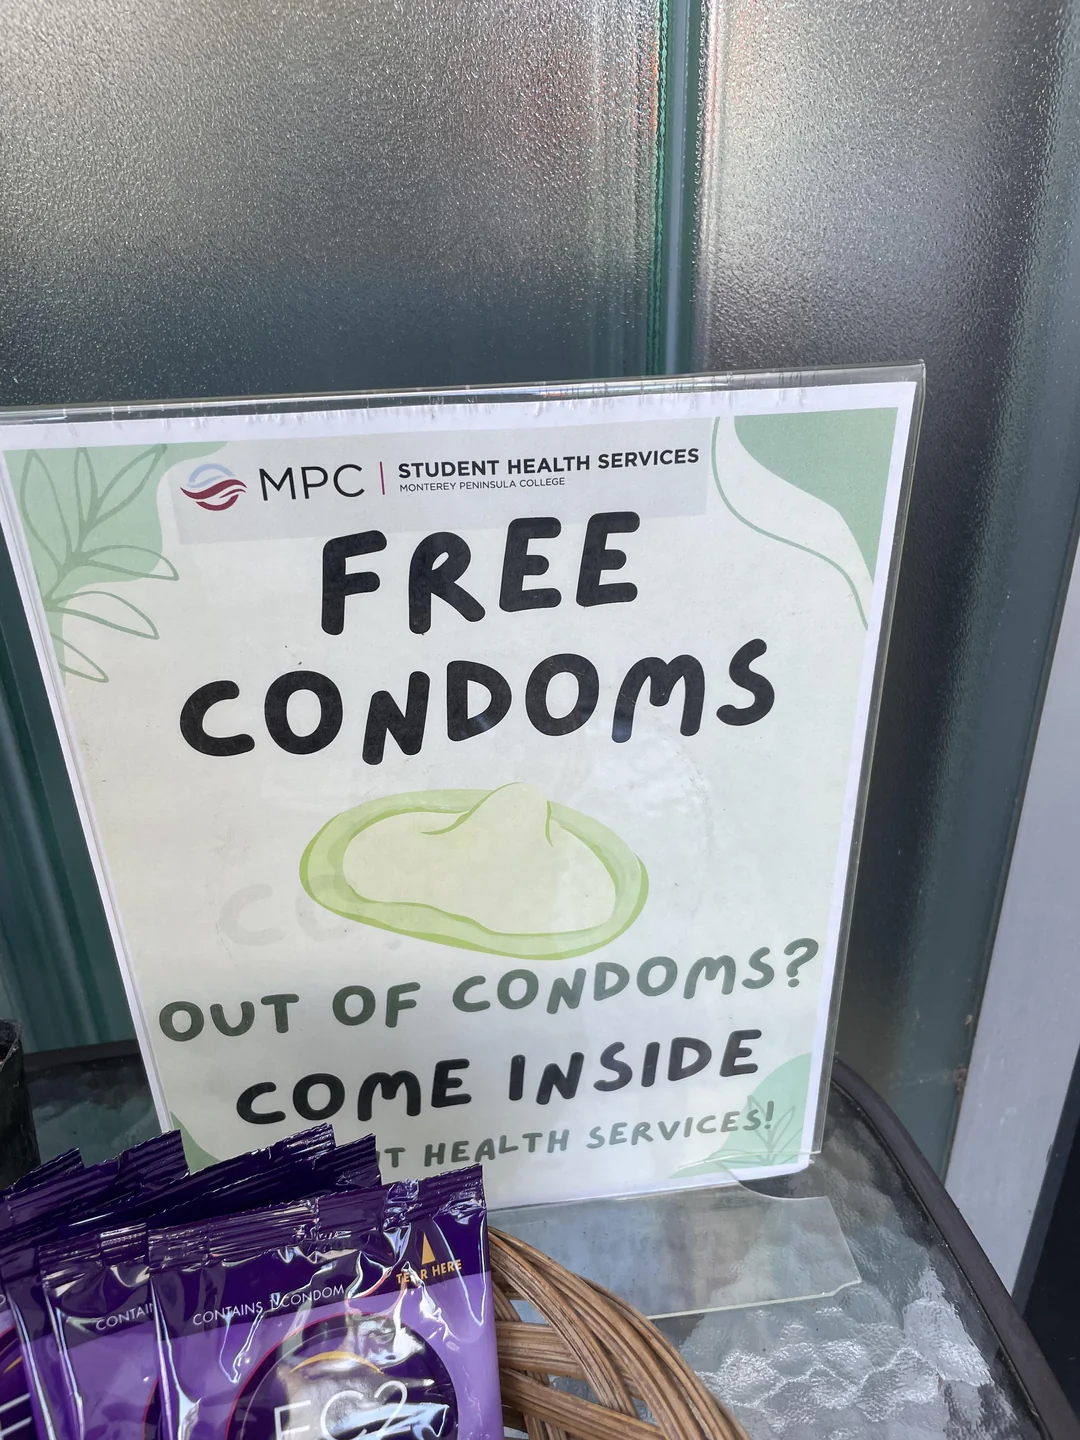 MPC | STUDENT HEALTH SERVICES
MONTEREY PENINSULA COLLEGE
FREE
CONDOMS
OUT OF CONDOMS?
COME INSIDE
HEALTH SERVICES!
TEAR HERE
CONTAINS 1 CONDOM
FC2